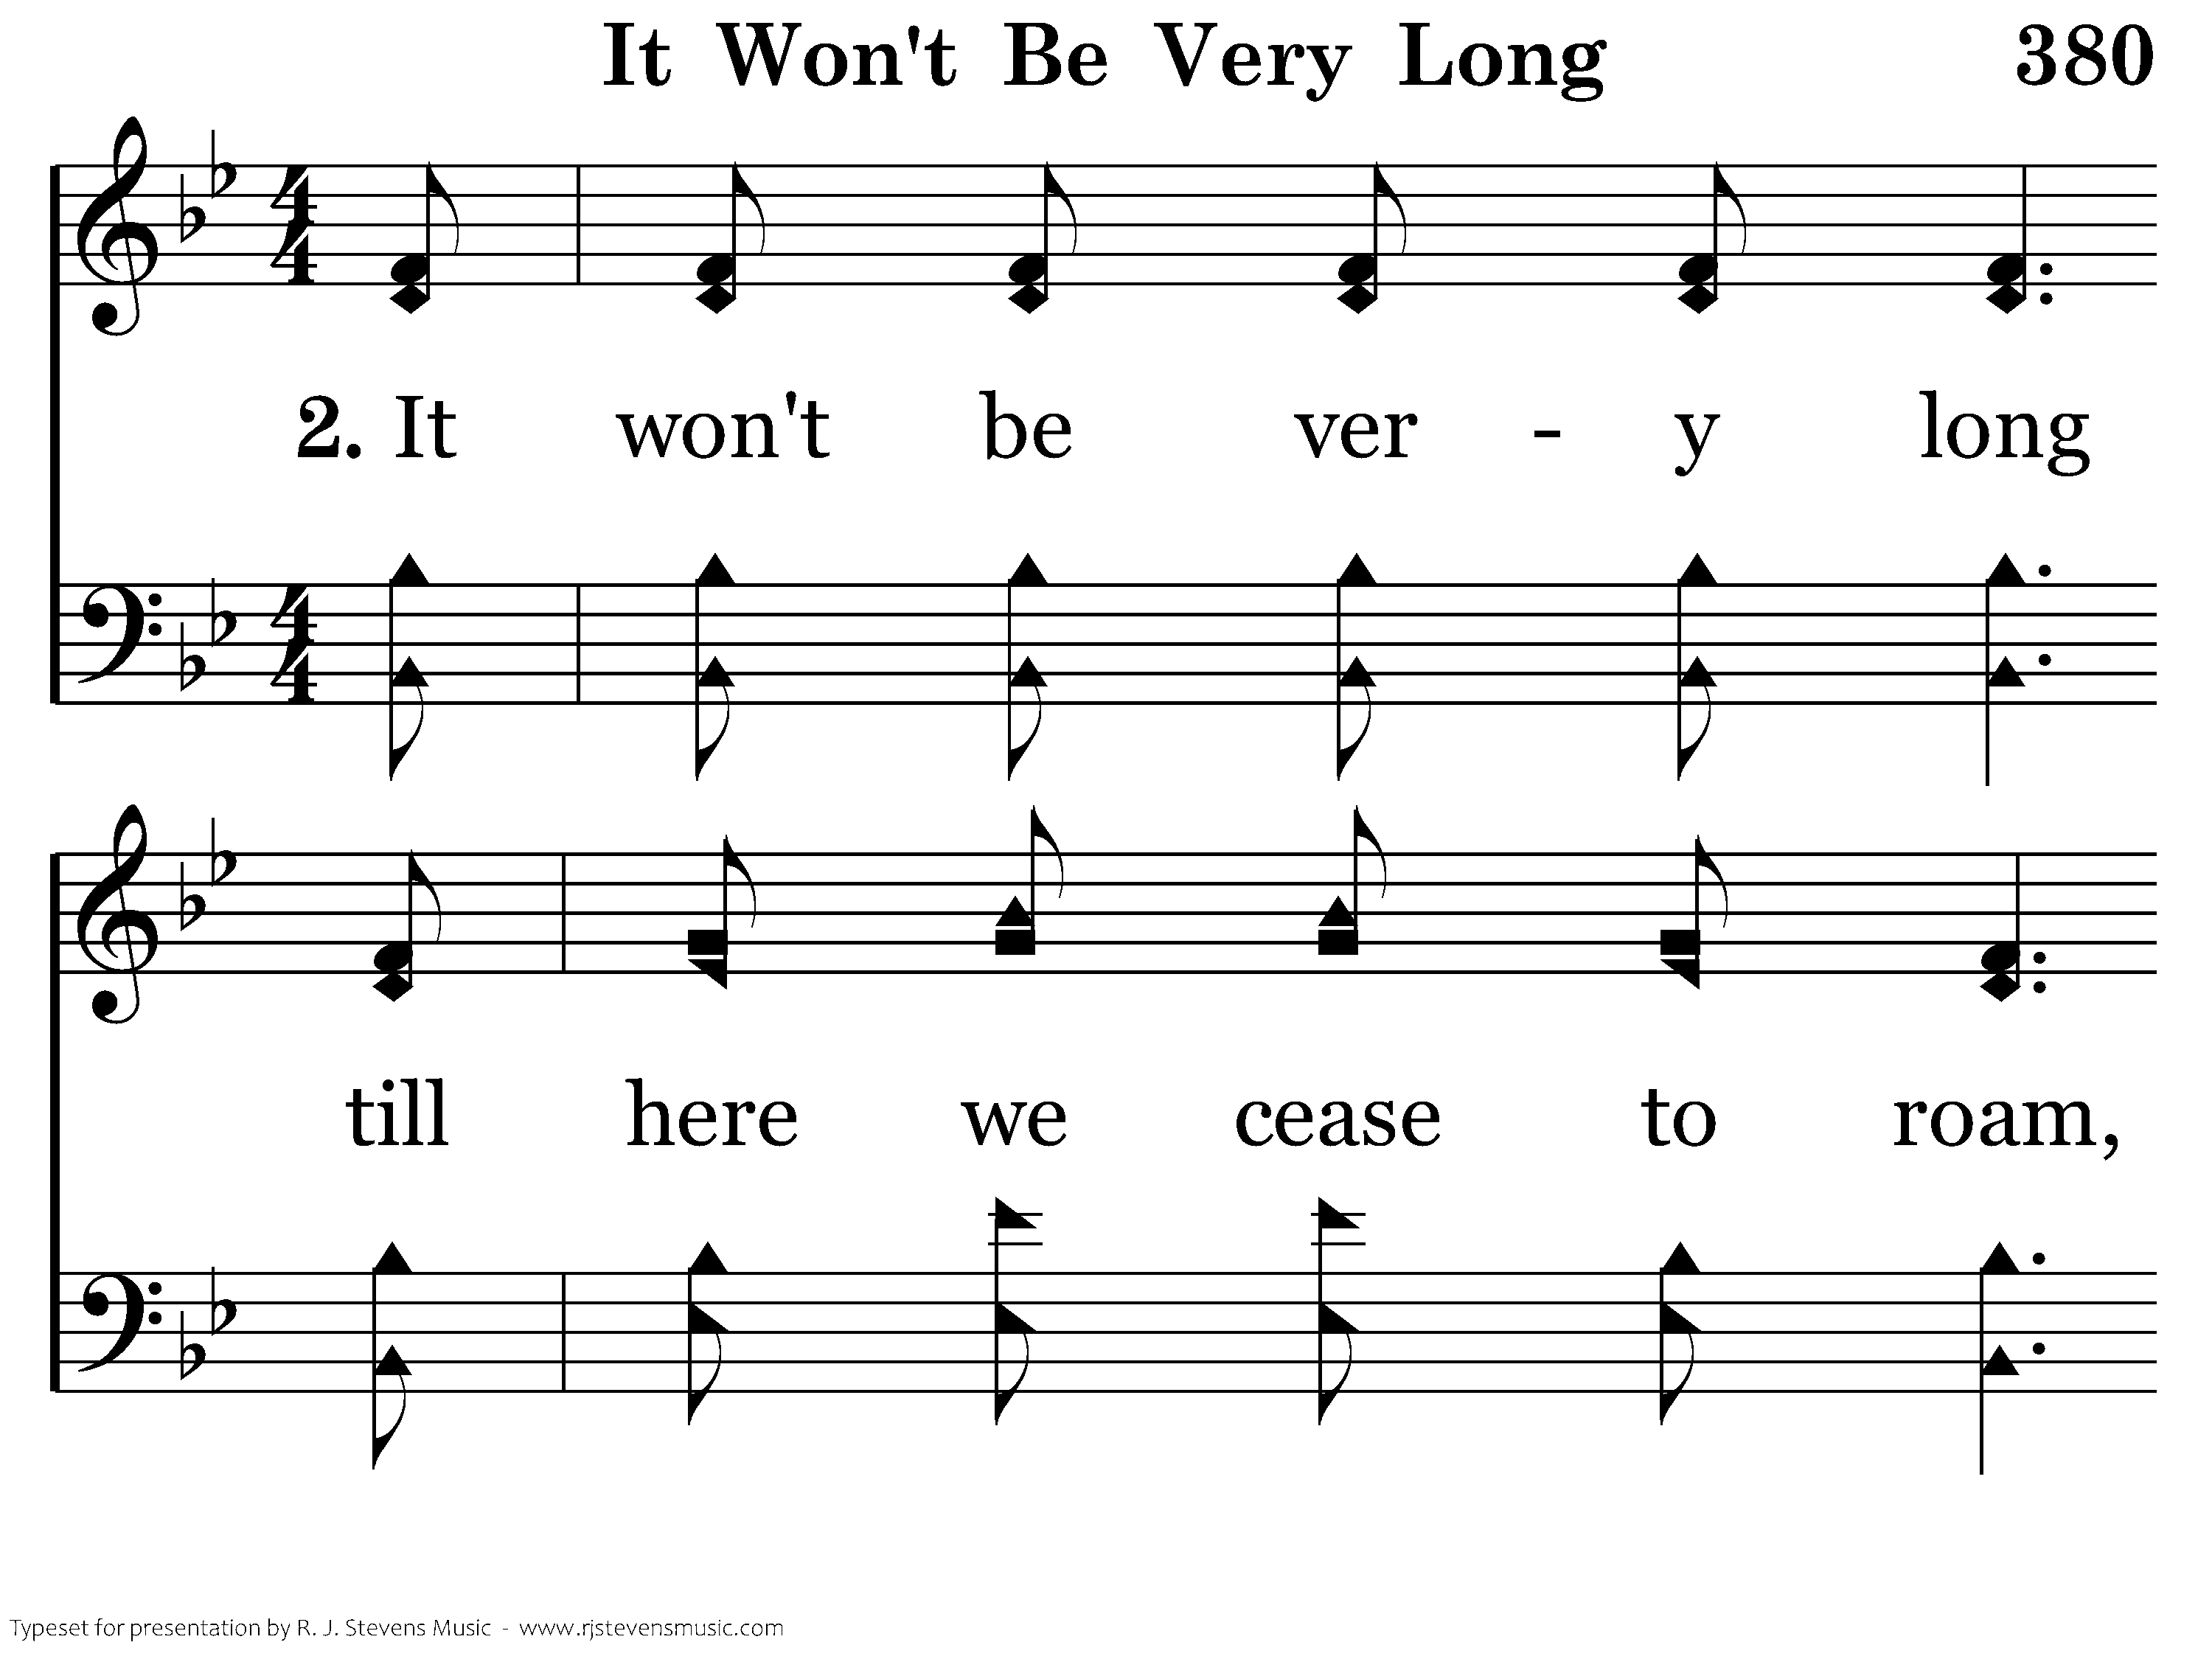 It Won't Be Very Long 380
2. It won't be ver - y long
till here we cease to roam,
Typeset for presentation by R. J. Stevens Music - www.rjstevensmusic.com